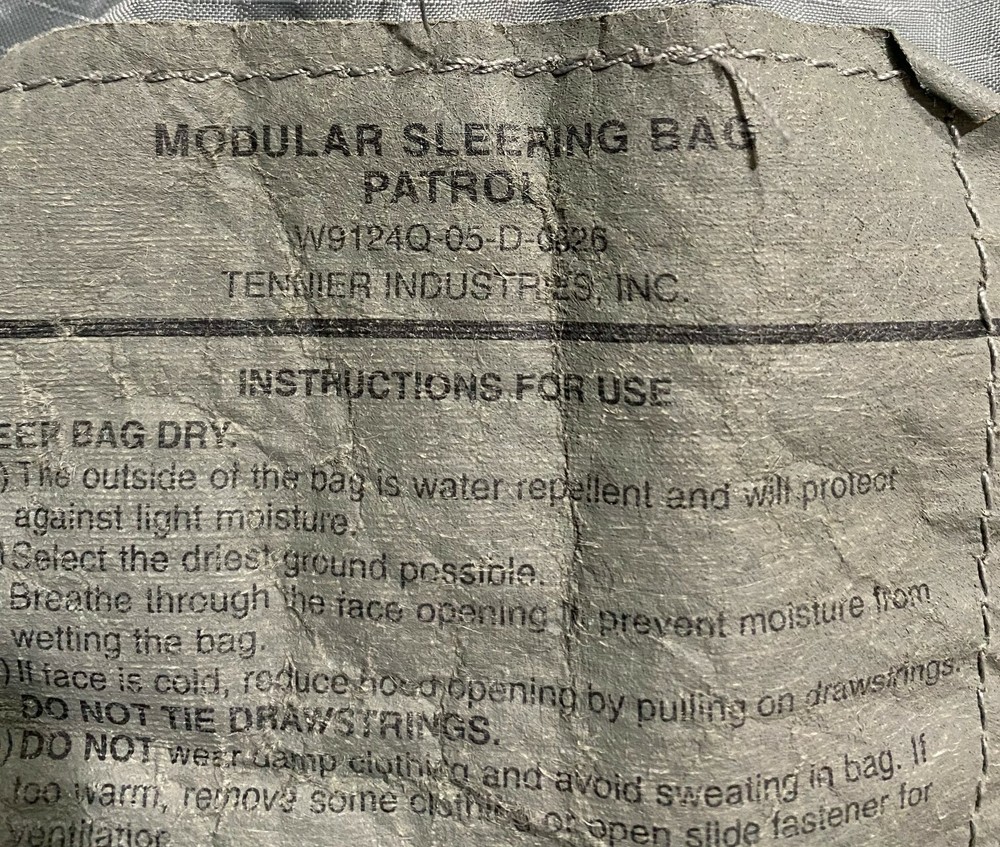 MODULAR SLEEPING BAG
PATROL
W9124Q-05-D-0826
TENNIER INDUSTRIES, INC.
INSTRUCTIONS FOR USE
EEP BAG DRY.
) The outside of the bag is water repellent and will protect
against light moisture.
) Select the driest ground possible.
Breathe through the face opening to prevent moisture from
wetting the bag.
) If face is cold, reduce hood opening by pulling on drawstrings.
DO NOT TIE DRAWSTRINGS.
) DO NOT wear damp clothing and avoid sweating in bag. If
too warm, remove some clothing or open slide fastener for
ventilation